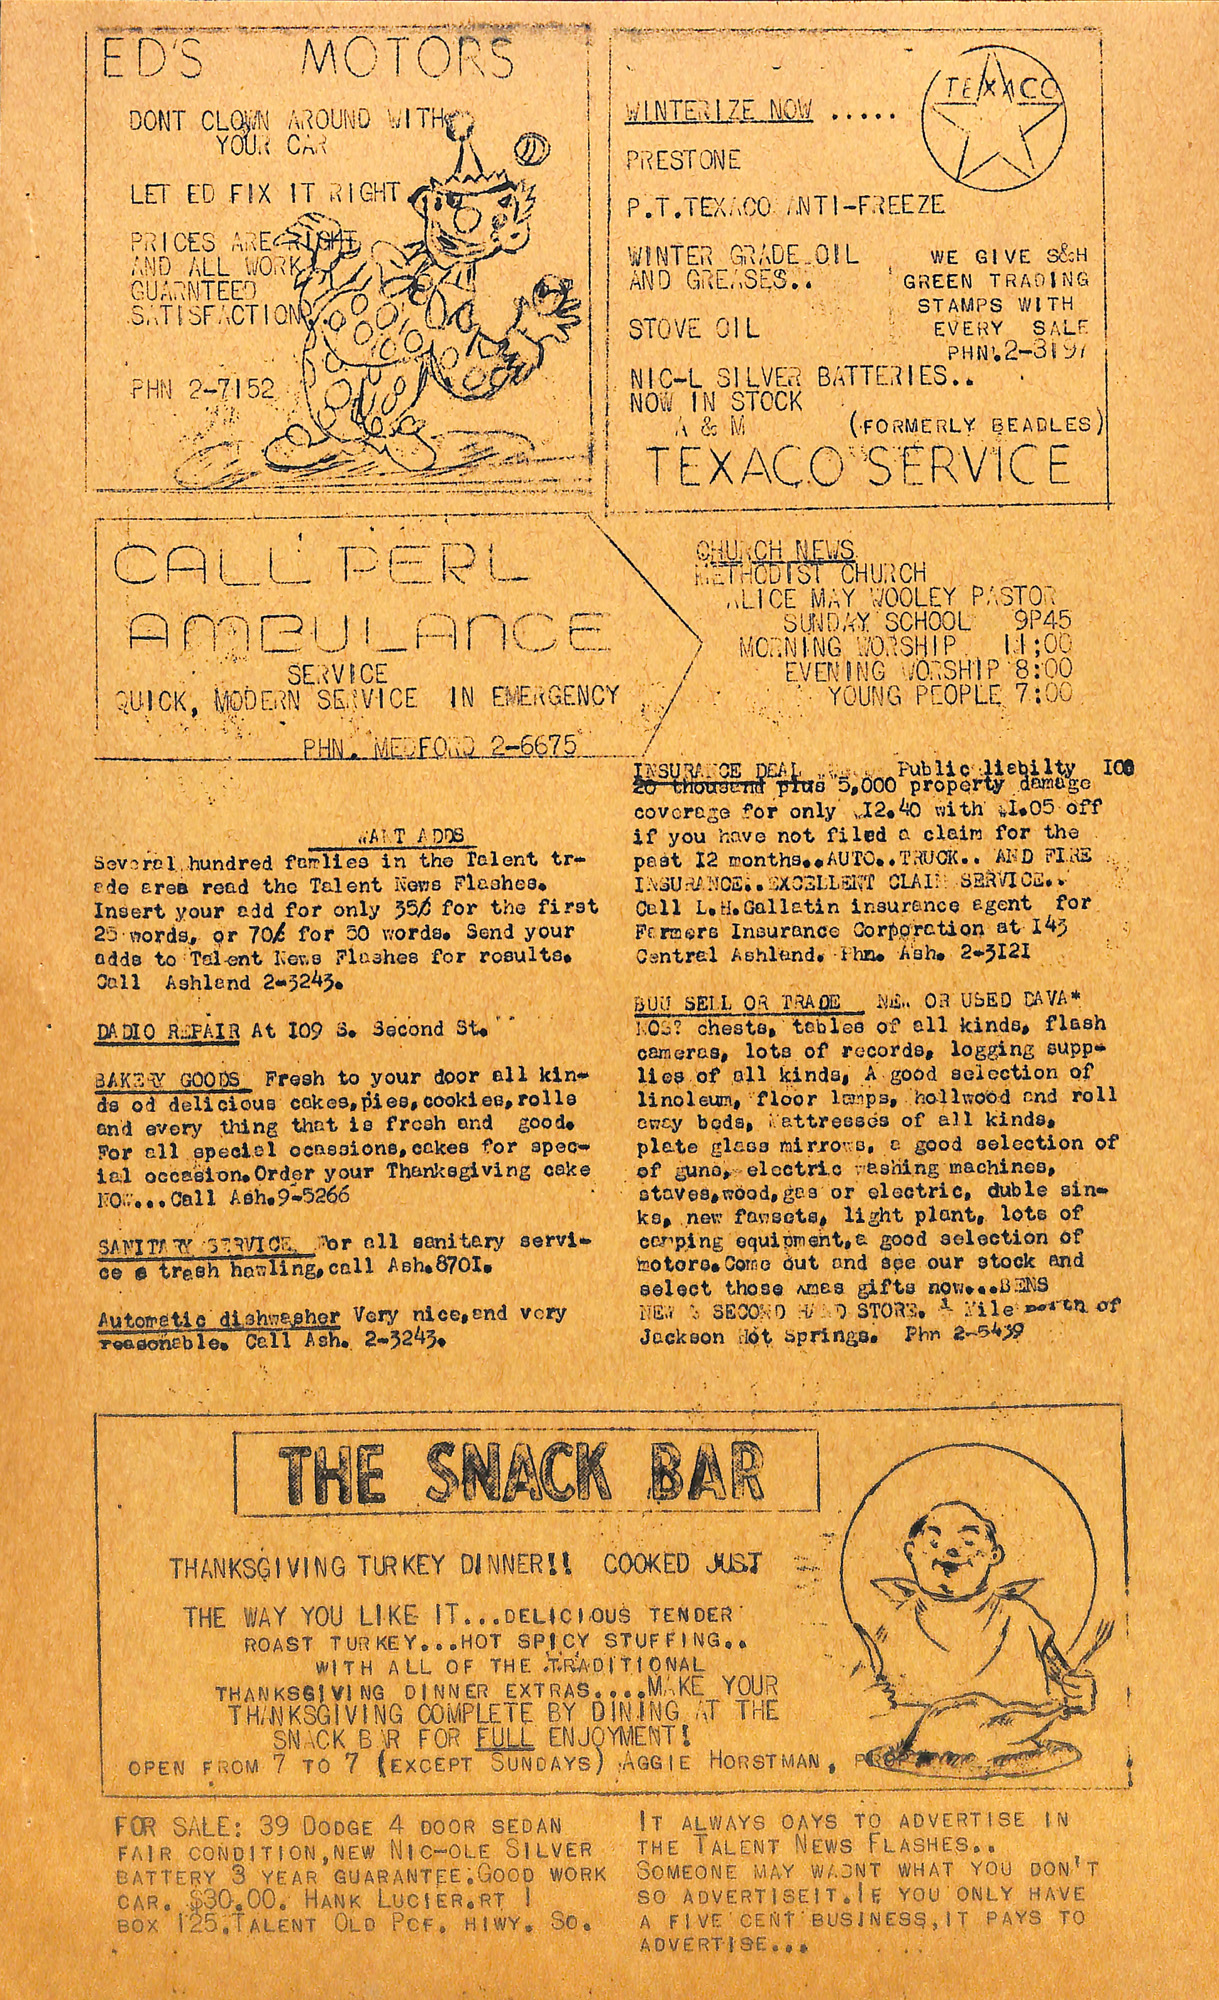 ED'S MOTORS
DONT CLOWN AROUND WITH
YOUR CAR
LET ED FIX IT RIGHT
PRICES ARE RIGHT
AND ALL WORK
GUARNTEED
SATISFACTION
PHN 2-7152
TEXACO
WINTERIZE NOW .....
PRESTONE
P.T.TEXACO ANTI-FREEZE
WINTER GRADE OIL
AND GREASES..
STOVE OIL
WE GIVE S&H
GREEN TRADING
STAMPS WITH
EVERY SALE
PHN.2-3197
NIC-L SILVER BATTERIES..
NOW IN STOCK
A & M (FORMERLY BEADLES)
TEXACO SERVICE
CALL PERL
AMBULANCE
SERVICE
QUICK, MODERN SERVICE IN EMERGENCY
PHN. MEDFORD 2-6675
CHURCH NEWS
METHODIST CHURCH
ALICE MAY WOOLEY PASTOR
SUNDAY SCHOOL 9P45
MORNING WORSHIP 11;00
EVENING WORSHIP 8:00
YOUNG PEOPLE 7:00
WANT ADDS
Several hundred famlies in the Talent tr-
ade area read the Talent News Flashes.
Insert your add for only 35¢ for the first
25 words, or 70¢ for 50 words. Send your
adds to Talent News Flashes for rosults.
Call Ashland 2-3243.
DADIO REPAIR At I09 S. Second St.
BAKERY GOODS Fresh to your door all kin-
ds od delicious cakes,pies,cookies,rolls
and every thing that is fresh and good.
For all special ocassions,cakes for spec-
ial occasion.Order your Thanksgiving cake
NOW...Call Ash.9-5266
SANITARY SERVICE For all sanitary servi-
ce & trash hawling,call Ash.870I.
Automatic dishwasher Very nice,and very
reasonable. Call Ash. 2-3243.
INSURANCE DEAL Public liebilty I00
20 thousend plus 5,000 property damage
coverage for only $I2.40 with $I.05 off
if you have not filed a claim for the
past I2 months..AUTO..TRUCK.. AND FIRE
INSURANCE..EXCELLENT CLAIM SERVICE..
Call L.H.Gallatin insurance agent for
Farmers Insurance Corporation at I43
Central Ashland. Phn. Ash. 2-3I2I
BUU SELL OR TRADE NEW OR USED DAVA*
NOS? chests, tables of all kinds, flash
cameras, lots of records, logging supp-
lies of all kinds, A good selection of
linoleum, floor lamps, hollwood and roll
away beds, Mattresses of all kinds,
plate glass mirrows, a good selection of
of guns, electric washing machines,
staves,wood,gas or electric, duble sin-
ks, new fawsets, light plant, lots of
camping equipment,a good selection of
motors.Come out and see our stock and
select those xmas gifts now...BENS
NEW & SECOND HAND STORE. Mile north of
Jackson Hot Springs. Phn 2-5439
THE SNACK BAR
THANKSGIVING TURKEY DINNER!! COOKED JUST
THE WAY YOU LIKE IT...DELICIOUS TENDER
ROAST TURKEY...HOT SPICY STUFFING..
WITH ALL OF THE TRADITIONAL
THANKSGIVING DINNER EXTRAS....MAKE YOUR
THANKSGIVING COMPLETE BY DINING AT THE
SNACK BAR FOR FULL ENJOYMENT!
OPEN FROM 7 TO 7 (EXCEPT SUNDAYS) AGGIE HORSTMAN, PROP
FOR SALE: 39 DODGE 4 DOOR SEDAN
FAIR CONDITION,NEW NIC-OLE SILVER
BATTERY 3 YEAR GUARANTEE.GOOD WORK
CAR. $30.00. HANK LUCIER.RT 1
BOX 125.TALENT OLD PCF. HIWY. SO.
IT ALWAYS OAYS TO ADVERTISE IN
THE TALENT NEWS FLASHES..
SOMEONE MAY WADNT WHAT YOU DON'T
SO ADVERTISEIT.IF YOU ONLY HAVE
A FIVE CENT BUSINESS,IT PAYS TO
ADVERTISE...